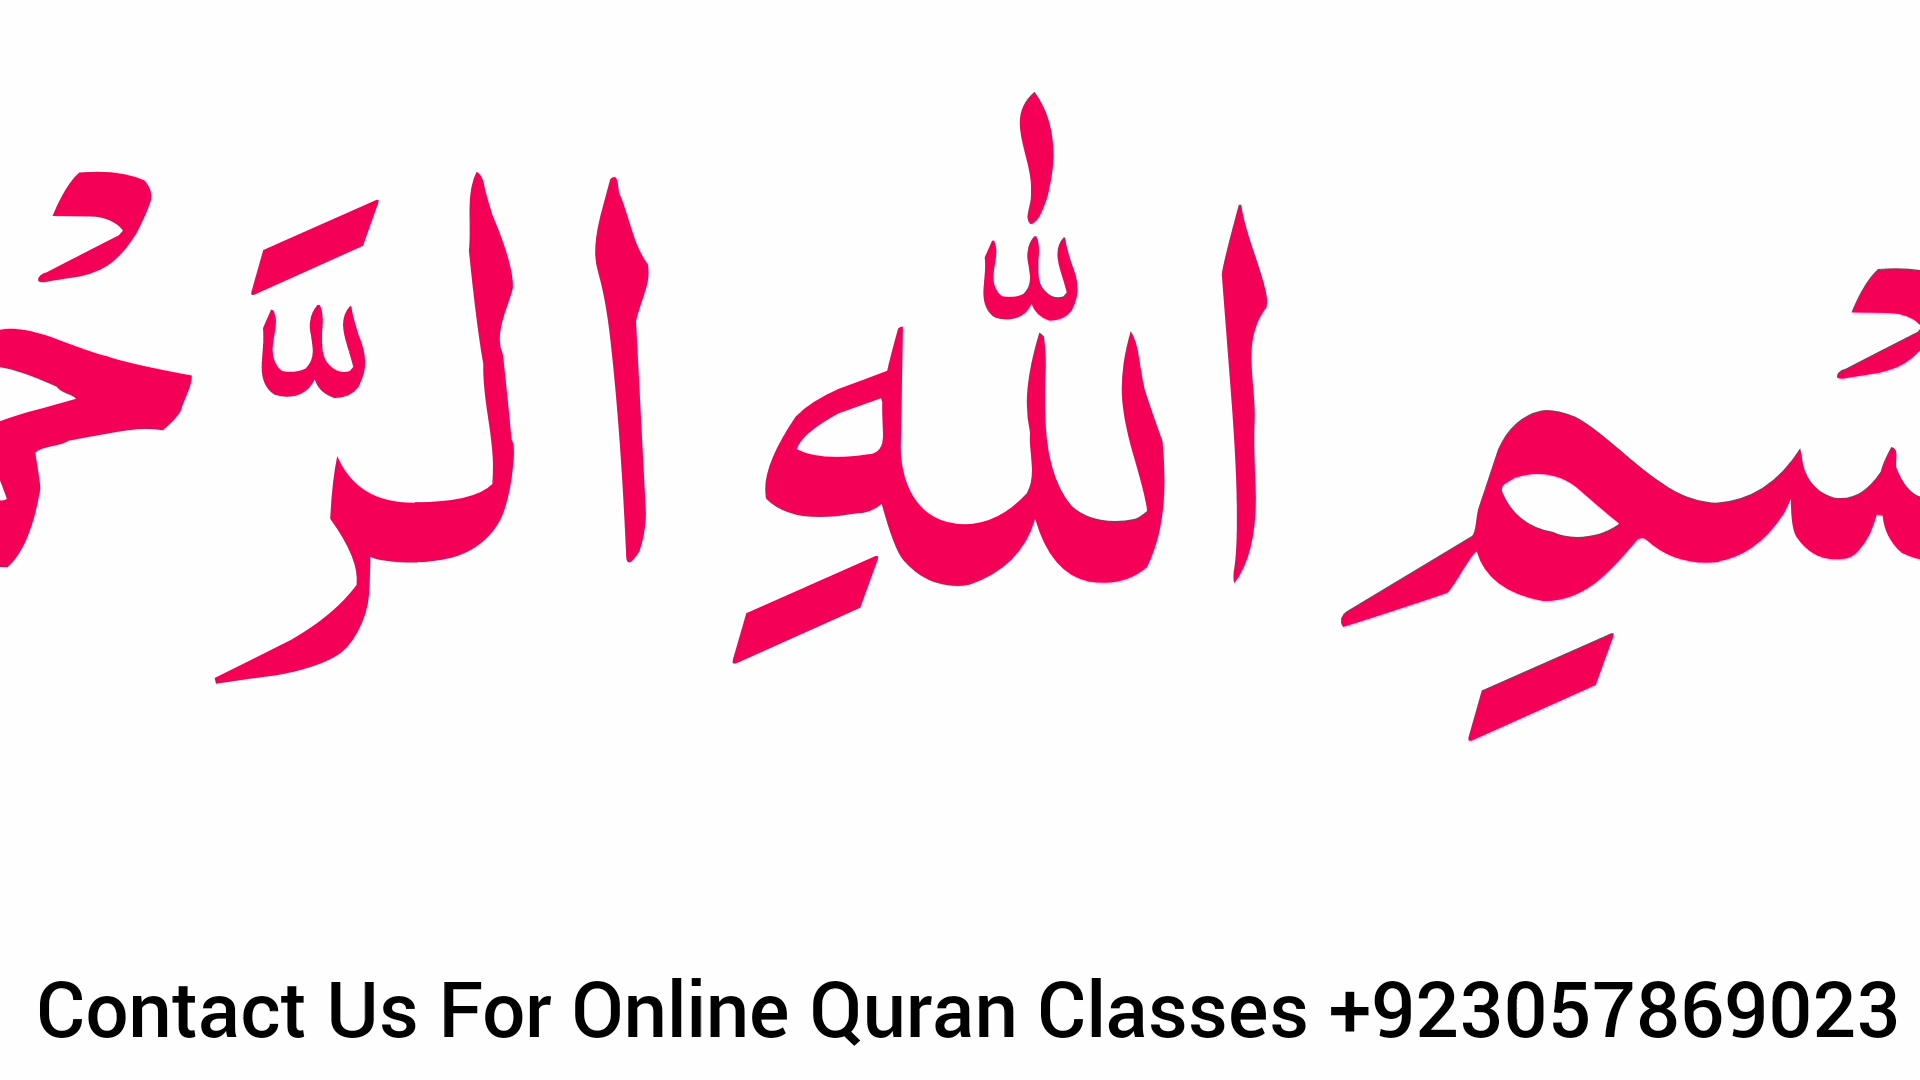 سْمِ اللّٰهِ الرَّحْمٰ
Contact Us For Online Quran Classes +923057869023